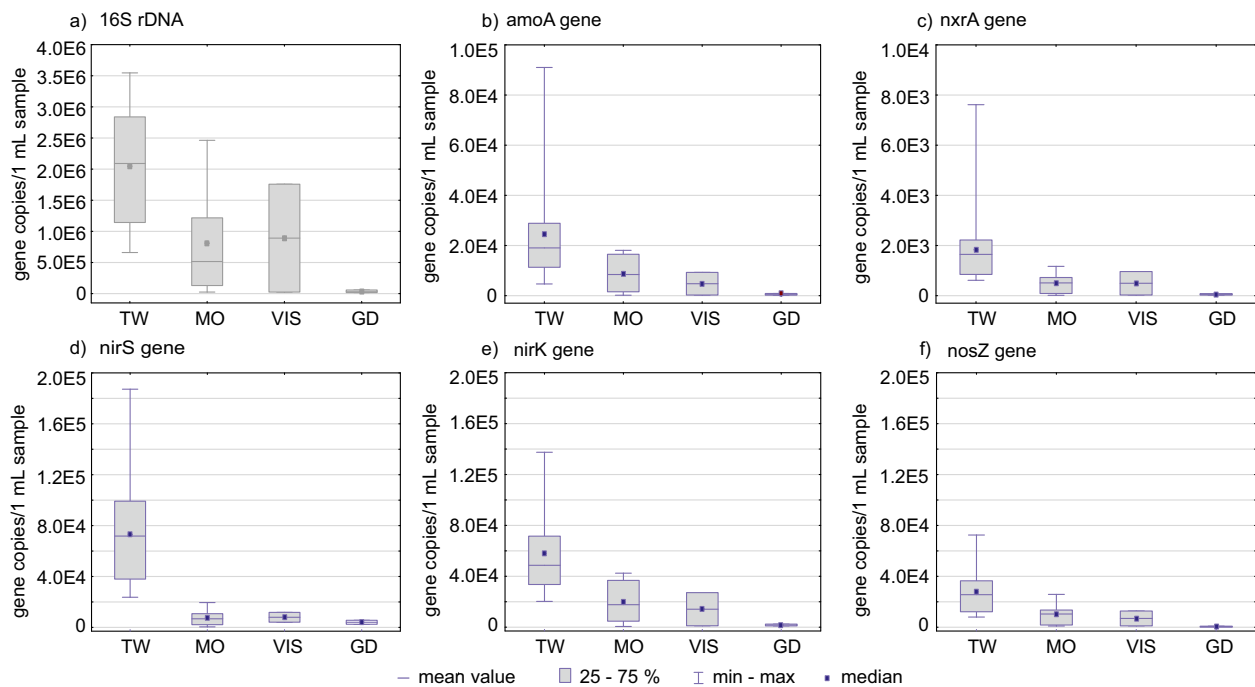 a) 16S rDNA
gene copies/1 mL sample
4.0E6
3.5E6
3.0E6
2.5E6
2.0E6
1.5E6
1.0E6
5.0E5
0
TW MO VIS GD
b) amoA gene
gene copies/1 mL sample
1.0E5
8.0E4
6.0E4
4.0E4
2.0E4
0
TW MO VIS GD
c) nxrA gene
gene copies/1 mL sample
1.0E4
8.0E3
6.0E3
4.0E3
2.0E3
0
TW MO VIS GD
d) nirS gene
gene copies/1 mL sample
2.0E5
1.6E5
1.2E5
8.0E4
4.0E4
0
TW MO VIS GD
e) nirK gene
gene copies/1 mL sample
2.0E5
1.6E5
1.2E5
8.0E4
4.0E4
0
TW MO VIS GD
f) nosZ gene
gene copies/1 mL sample
2.0E5
1.6E5
1.2E5
8.0E4
4.0E4
0
TW MO VIS GD
mean value 25 - 75 % min - max median